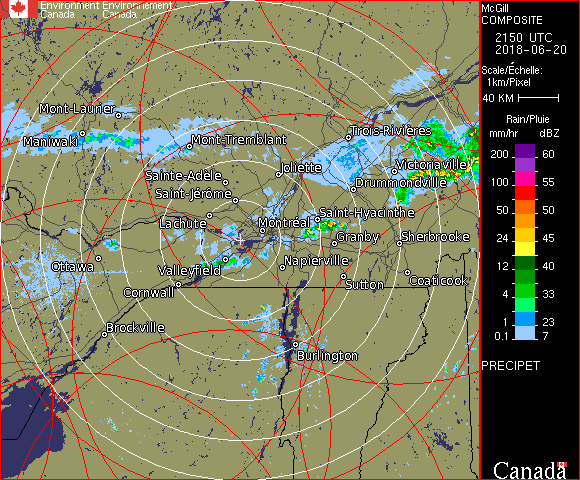 Environment Environnement
Canada Canada
McGill
COMPOSITE
2150 UTC
2018-06-20
Scale/Échelle:
1km/Pixel
40 KM
Rain/Pluie
mm/hr dBZ
200 60
150 57
100 55
50 50
24 45
12 40
4 33
1 23
0.1 7
PRECIPET
Canada
Mont-Laurier
Maniwaki
Mont-Tremblant
Trois-Rivières
Joliette
Victoriaville
Sainte-Adèle
Drummondville
Saint-Jérôme
Lachute
Montréal
Saint-Hyacinthe
Granby
Sherbrooke
Ottawa
Valleyfield
Napierville
Cornwall
Sutton
Coaticook
Brockville
Burlington